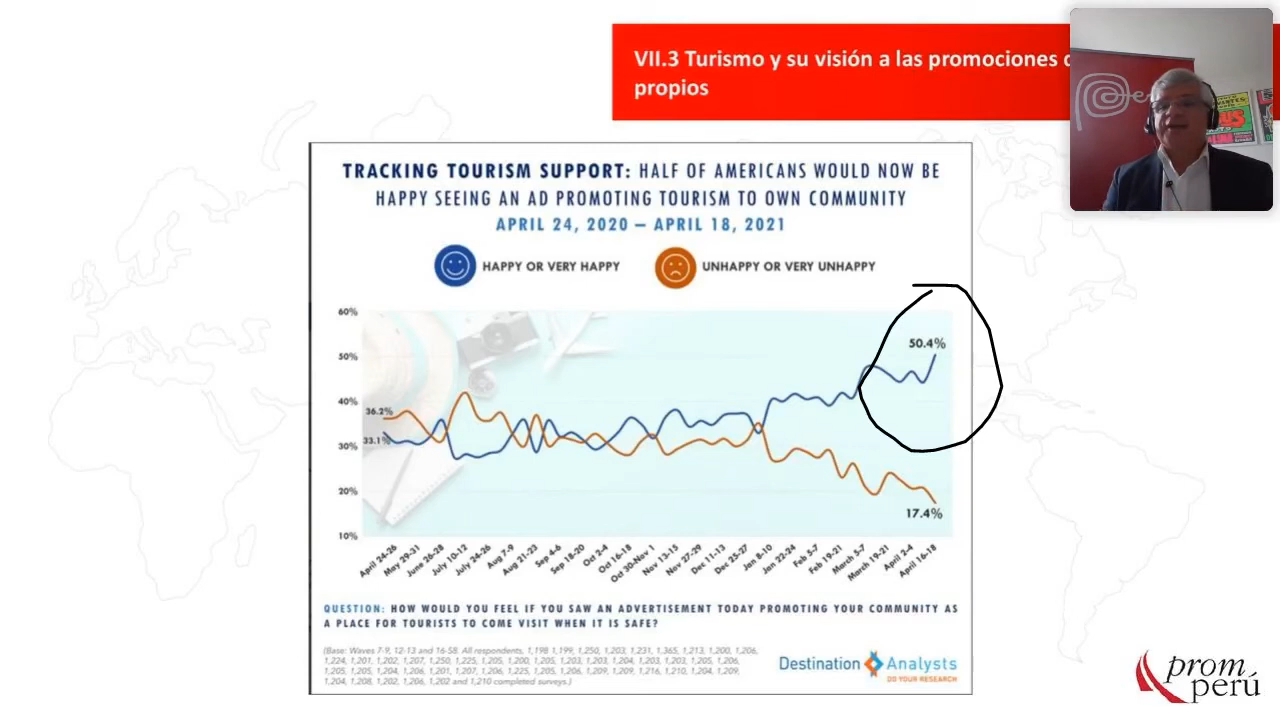 VII.3 Turismo y su visión a las promociones
propios
TRACKING TOURISM SUPPORT: HALF OF AMERICANS WOULD NOW BE
HAPPY SEEING AN AD PROMOTING TOURISM TO OWN COMMUNITY
APRIL 24, 2020 – APRIL 18, 2021
HAPPY OR VERY HAPPY
UNHAPPY OR VERY UNHAPPY
60%
50%
40%
30%
20%
10%
36.2%
33.1%
50.4%
17.4%
April 24-26
May 29-31
June 26-28
July 10-12
July 24-26
Aug 7-9
Aug 21-23
Sep 4-6
Sep 18-20
Oct 2-4
Oct 16-18
Oct 30-Nov 1
Nov 13-15
Nov 27-29
Dec 11-13
Dec 25-27
Jan 8-10
Jan 22-24
Feb 5-7
Feb 19-21
March 5-7
March 19-21
April 2-4
April 16-18
QUESTION: HOW WOULD YOU FEEL IF YOU SAW AN ADVERTISEMENT TODAY PROMOTING YOUR COMMUNITY AS
A PLACE FOR TOURISTS TO COME VISIT WHEN IT IS SAFE?
(Base: Waves 7-9, 12-13 and 16-58. All respondents, 1,198 1,199, 1,250, 1,203, 1,231, 1,365, 1,213, 1,200, 1,206,
1,224, 1,201, 1,202, 1,207, 1,250, 1,225, 1,205, 1,200, 1,205, 1,203, 1,203, 1,204, 1,203, 1,203, 1,205, 1,206,
1,205, 1,205, 1,204, 1,206, 1,201, 1,207, 1,206, 1,225, 1,205, 1,206, 1,209, 1,209, 1,216, 1,210, 1,204, 1,209,
1,204, 1,208, 1,202, 1,206, 1,202 and 1,210 completed surveys.)
Destination Analysts
DO YOUR RESEARCH
prom
perú